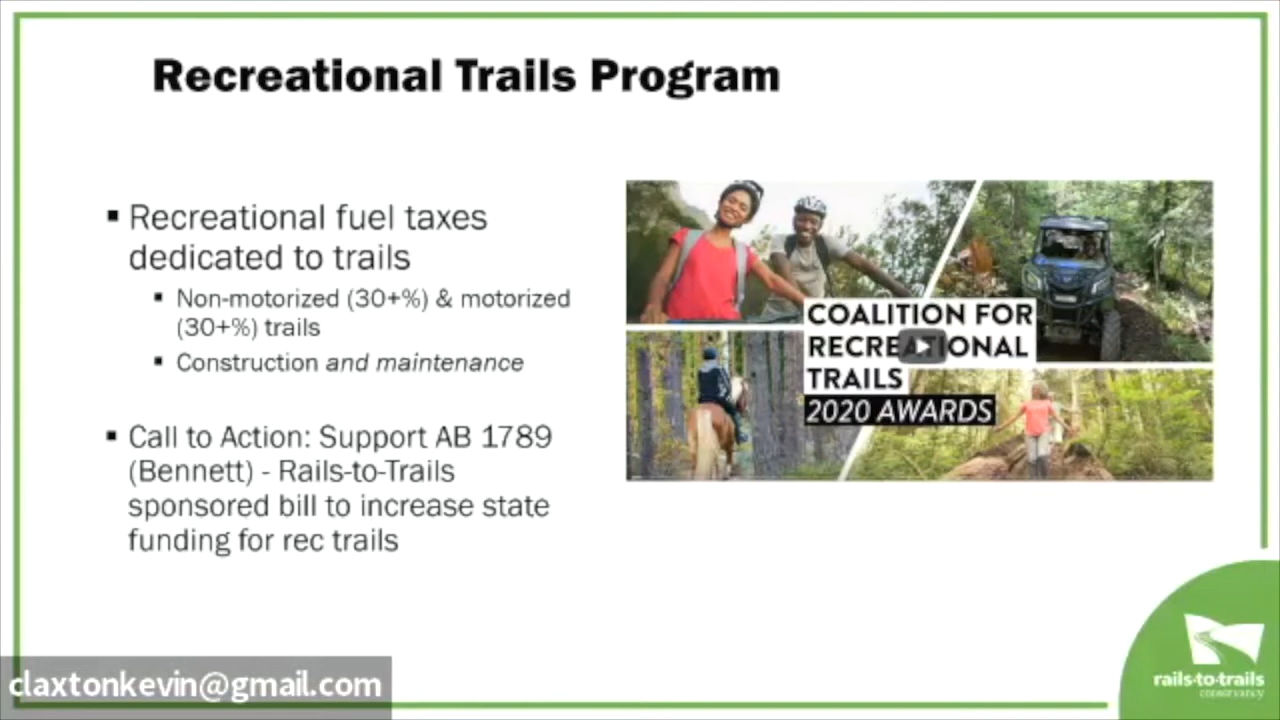 Recreational Trails Program
Recreational fuel taxes
dedicated to trails
Non-motorized (30+%) & motorized
(30+%) trails
Construction and maintenance
Call to Action: Support AB 1789
(Bennett) - Rails-to-Trails
sponsored bill to increase state
funding for rec trails
COALITION FOR
RECREATIONAL
TRAILS
2020 AWARDS
claxtonkevin@gmail.com
rails-to-trails
conservancy